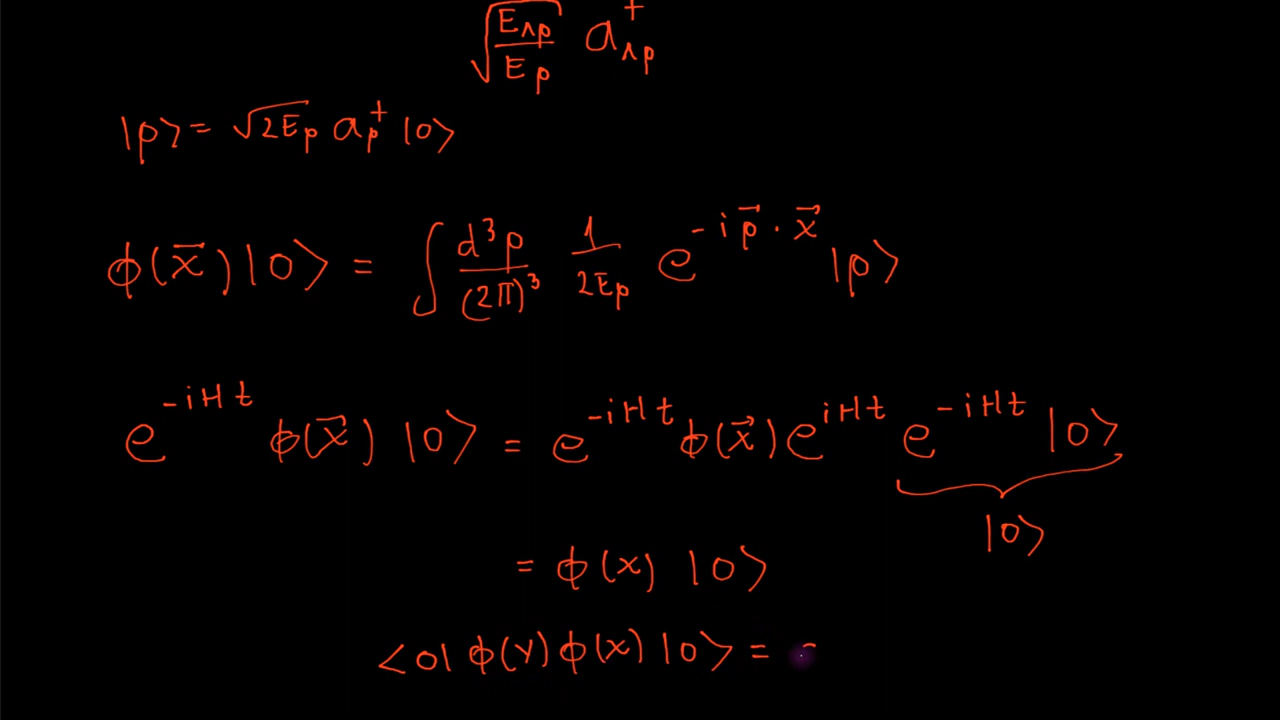 √(E_Λp / E_p) a†_Λp
|p⟩ = √(2E_p) a_p† |0⟩
ϕ(x⃗)|0⟩ = ∫ d³p/(2π)³ 1/(2E_p) e^(-i p⃗ · x⃗) |p⟩
e^(-iHt) ϕ(x⃗) |0⟩ = e^(-iHt) ϕ(x⃗) e^(iHt) e^(-iHt) |0⟩
|0⟩
= ϕ(x) |0⟩
<0| ϕ(y) ϕ(x) |0⟩ =